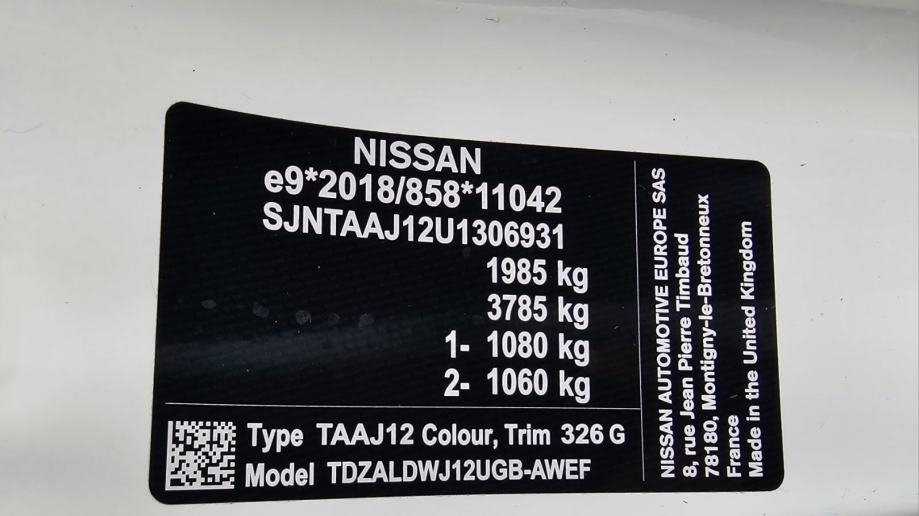 NISSAN
e9*2018/858*11042
SJNTAAJ12U1306931
1985 kg
3785 kg
1- 1080 kg
2- 1060 kg
Type TAAJ12 Colour, Trim 326 G
Model TDZALDWJ12UGB-AWEF
NISSAN AUTOMOTIVE EUROPE SAS
8, rue Jean Pierre Timbaud
78180, Montigny-le-Bretonneux
France
Made in the United Kingdom